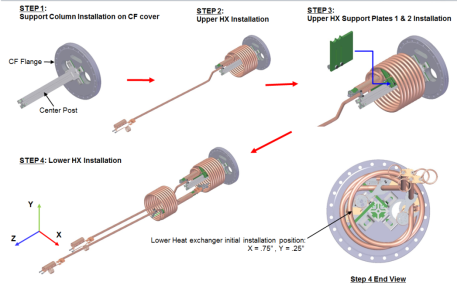 STEP 1:
Support Column Installation on CF cover
STEP 2:
Upper HX Installation
STEP 3:
Upper HX Support Plates 1 & 2 Installation
CF Flange
Center Post
STEP 4: Lower HX Installation
Y
Z
X
Lower Heat exchanger initial installation position:
X = .75", Y = .25"
Step 4 End View